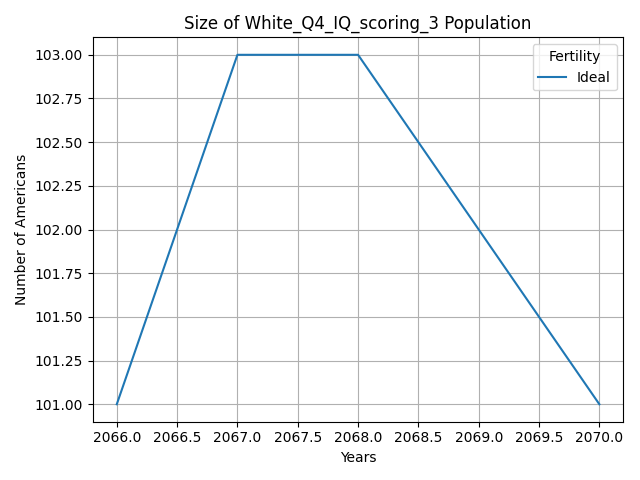 Size of White_Q4_IQ_scoring_3 Population
Fertility
Ideal
103.00
102.75
102.50
102.25
102.00
101.75
101.50
101.25
101.00
Number of Americans
2066.0 2066.5 2067.0 2067.5 2068.0 2068.5 2069.0 2069.5 2070.0
Years